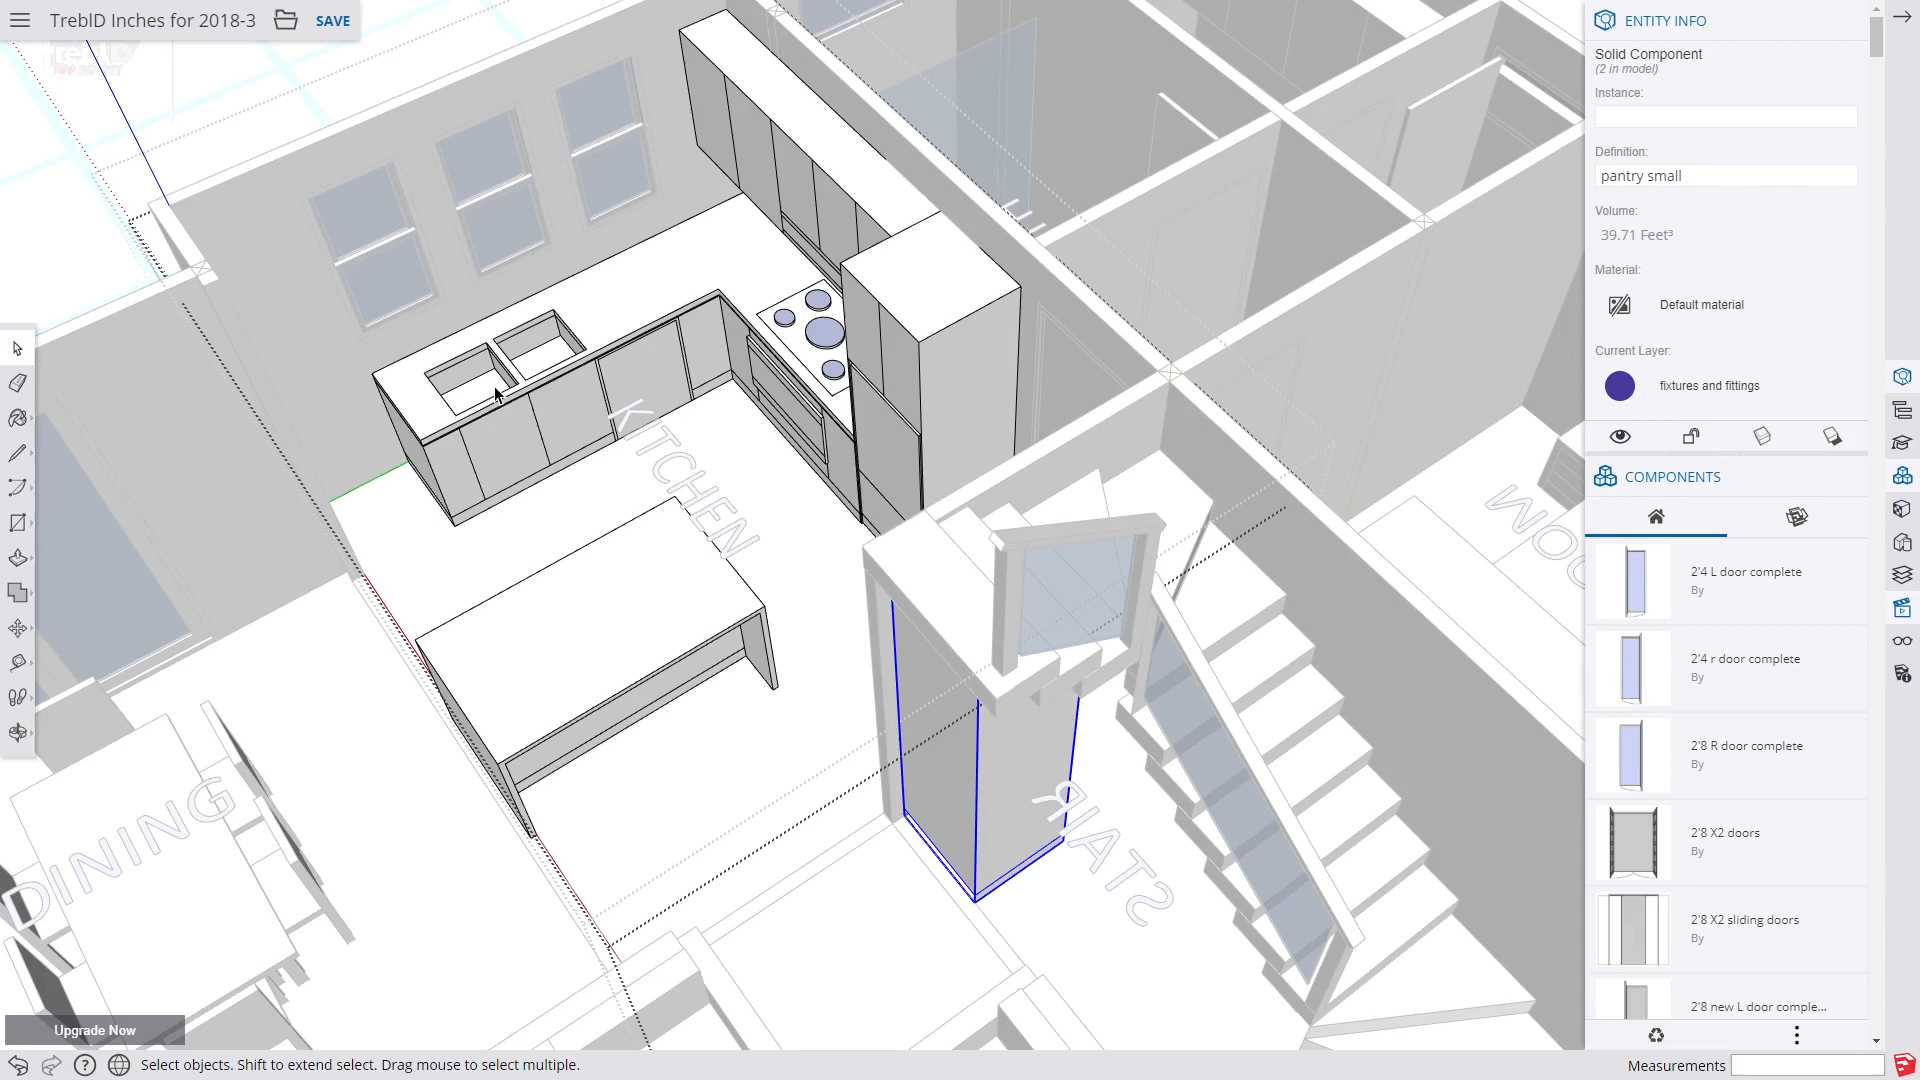 TrebID Inches for 2018-3
SAVE
ENTITY INFO
Solid Component
(2 in model)
Instance:
Definition:
pantry small
Volume:
39.71 Feet³
Material:
Default material
Current Layer:
fixtures and fittings
COMPONENTS
2'4 L door complete
By
2'4 r door complete
By
2'8 R door complete
By
2'8 X2 doors
By
2'8 X2 sliding doors
By
2'8 new L door comple...
KITCHEN
DINING
STAIR
Upgrade Now
Select objects. Shift to extend select. Drag mouse to select multiple.
Measurements